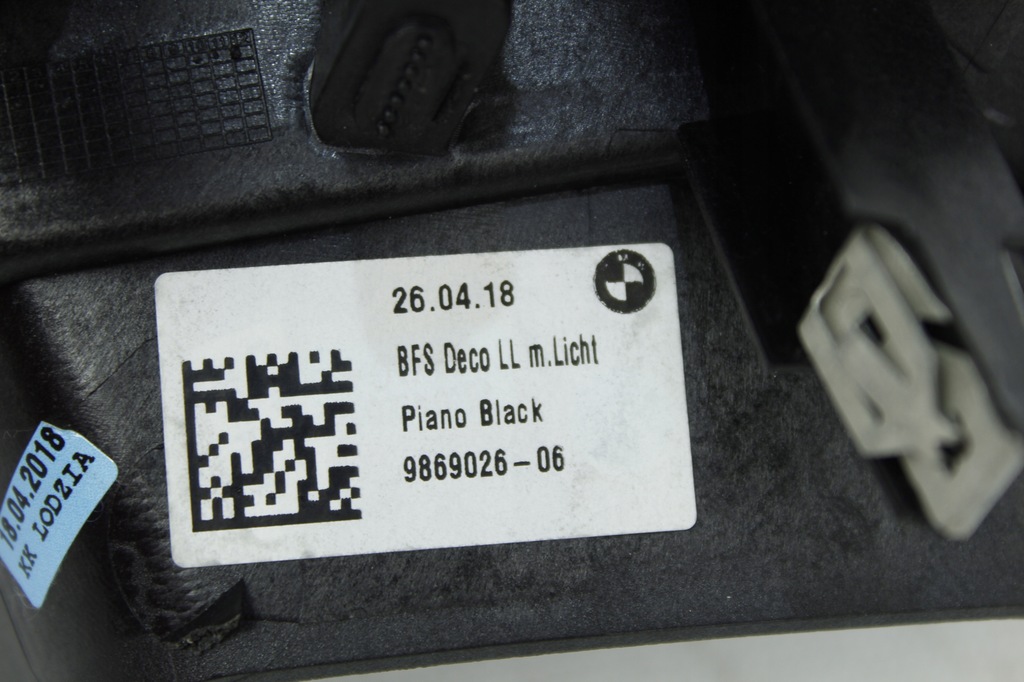 26.04.18
BFS Deco LL m.Licht
Piano Black
9869026-06
18.04.2018
KK LODZIA